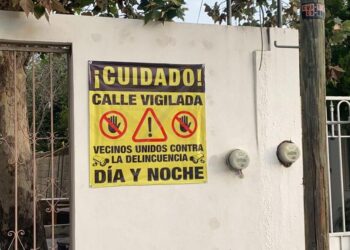 ¡CUIDADO!
CALLE VIGILADA
VECINOS UNIDOS CONTRA
LA DELINCUENCIA
DÍA Y NOCHE